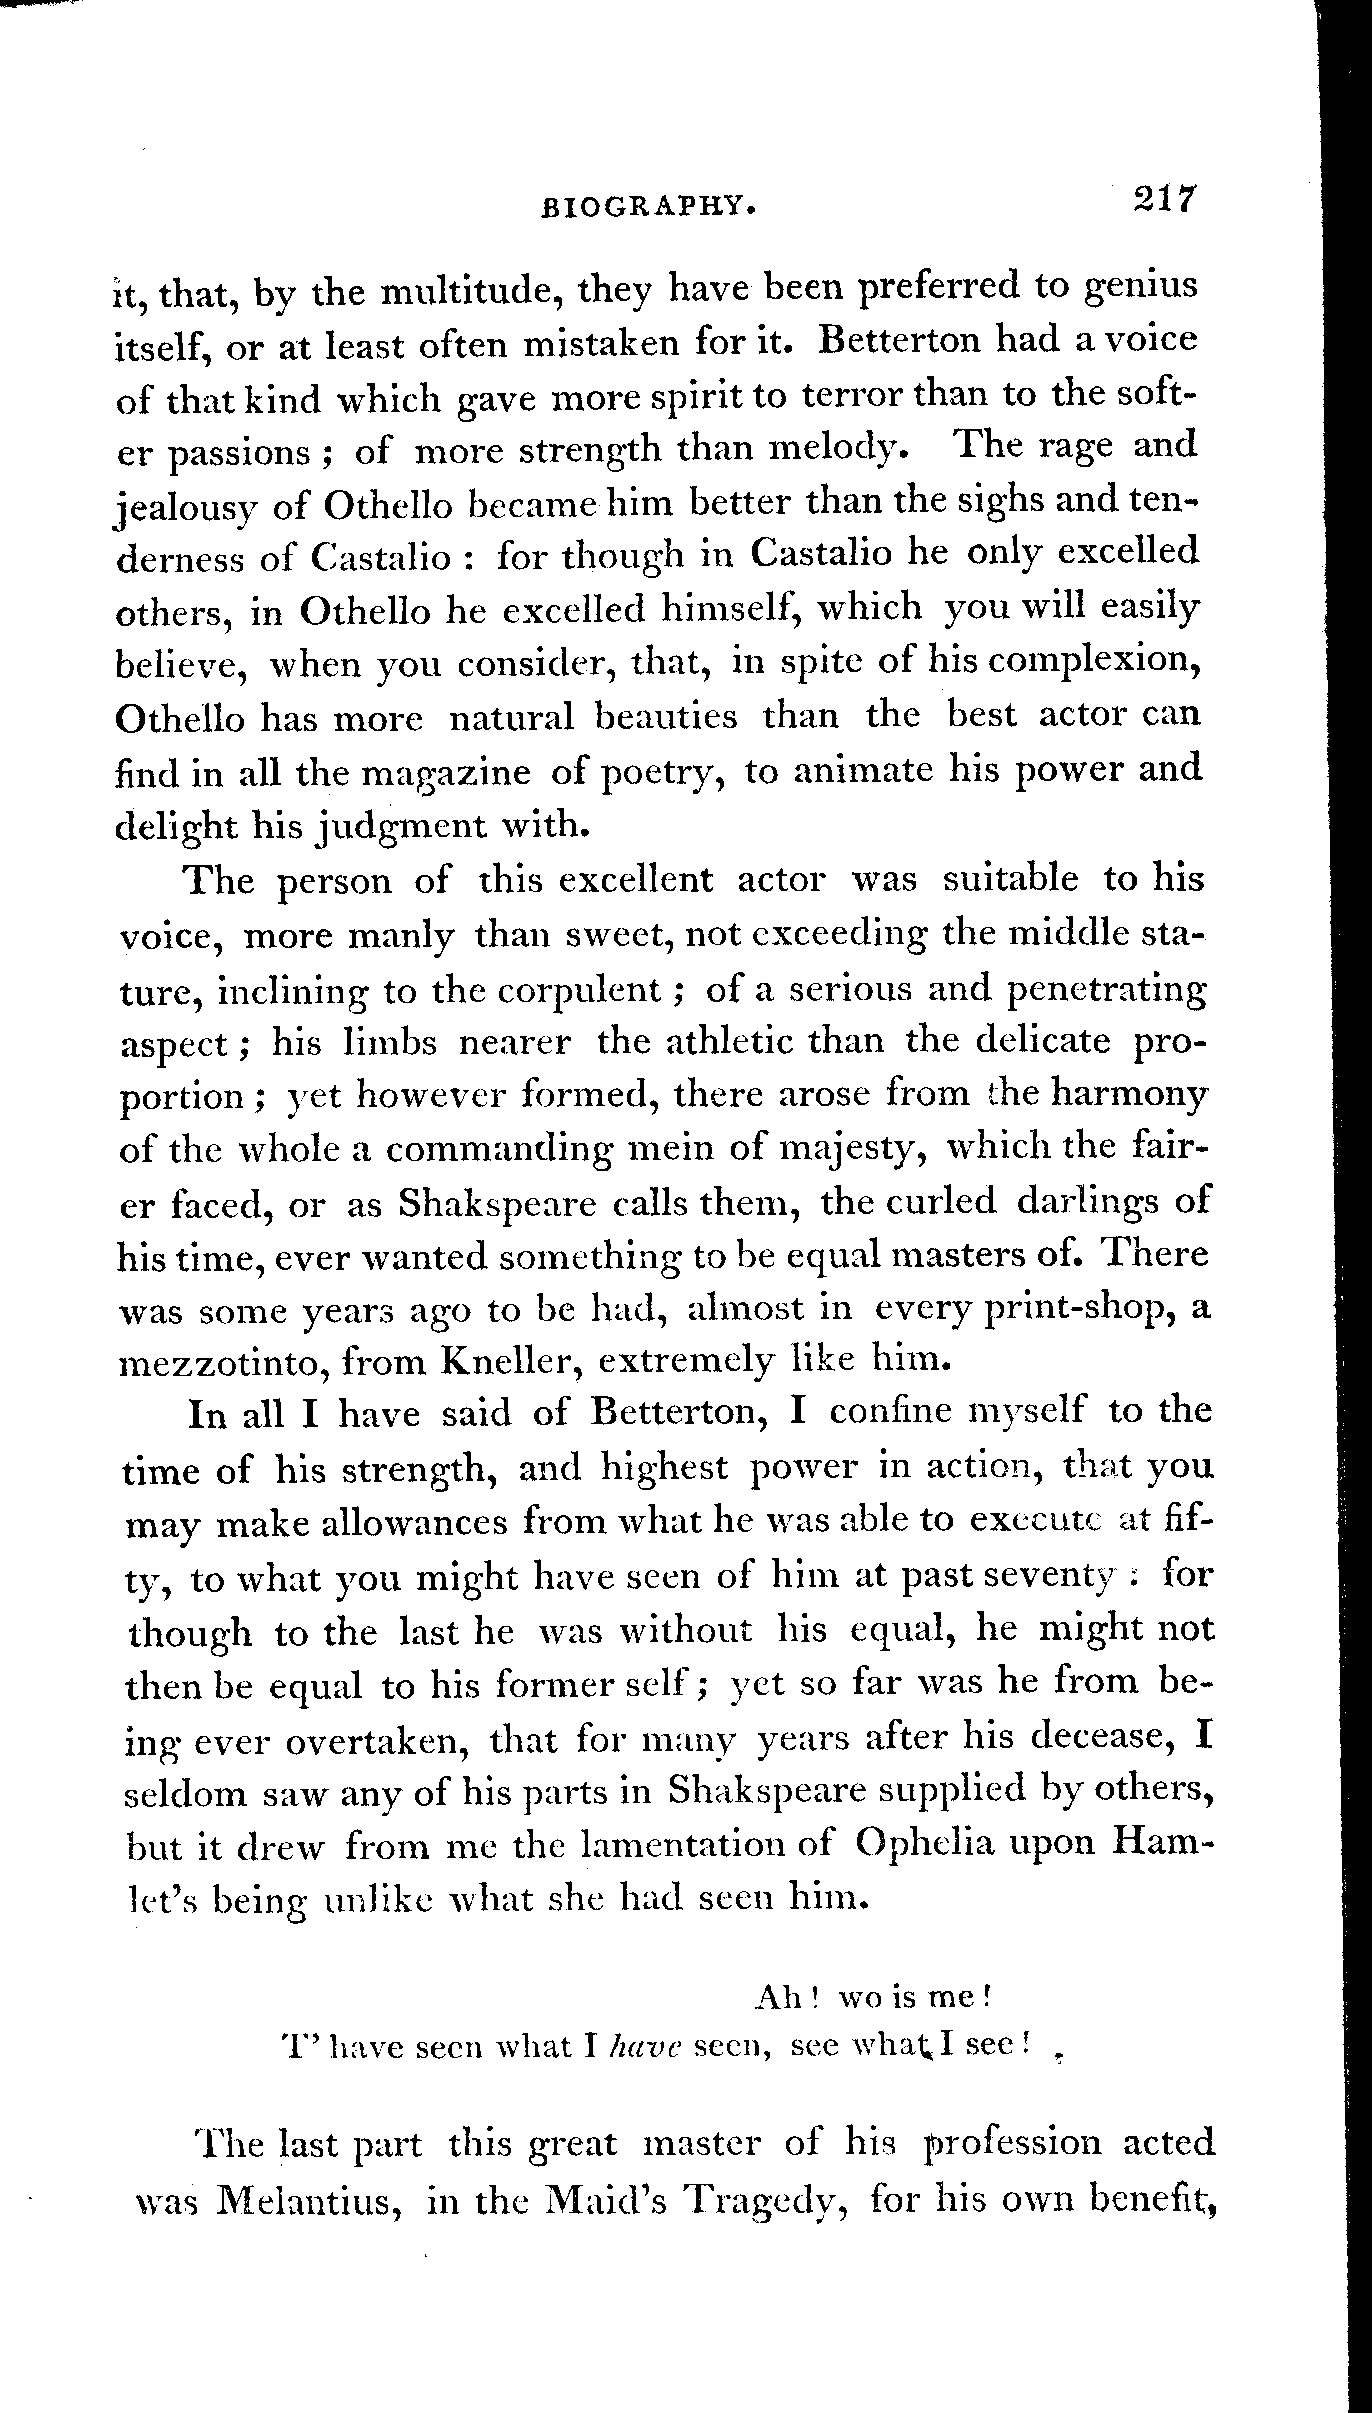 BIOGRAPHY. 217
it, that, by the multitude, they have been preferred to genius
itself, or at least often mistaken for it. Betterton had a voice
of that kind which gave more spirit to terror than to the soft-
er passions ; of more strength than melody. The rage and
jealousy of Othello became him better than the sighs and ten-
derness of Castalio : for though in Castalio he only excelled
others, in Othello he excelled himself, which you will easily
believe, when you consider, that, in spite of his complexion,
Othello has more natural beauties than the best actor can
find in all the magazine of poetry, to animate his power and
delight his judgment with.
The person of this excellent actor was suitable to his
voice, more manly than sweet, not exceeding the middle sta-
ture, inclining to the corpulent ; of a serious and penetrating
aspect ; his limbs nearer the athletic than the delicate pro-
portion ; yet however formed, there arose from the harmony
of the whole a commanding mein of majesty, which the fair-
er faced, or as Shakspeare calls them, the curled darlings of
his time, ever wanted something to be equal masters of. There
was some years ago to be had, almost in every print-shop, a
mezzotinto, from Kneller, extremely like him.
In all I have said of Betterton, I confine myself to the
time of his strength, and highest power in action, that you
may make allowances from what he was able to execute at fif-
ty, to what you might have seen of him at past seventy : for
though to the last he was without his equal, he might not
then be equal to his former self ; yet so far was he from be-
ing ever overtaken, that for many years after his decease, I
seldom saw any of his parts in Shakspeare supplied by others,
but it drew from me the lamentation of Ophelia upon Ham-
let's being unlike what she had seen him.
Ah ! wo is me !
T' have seen what I have seen, see what I see !
The last part this great master of his profession acted
was Melantius, in the Maid's Tragedy, for his own benefit,